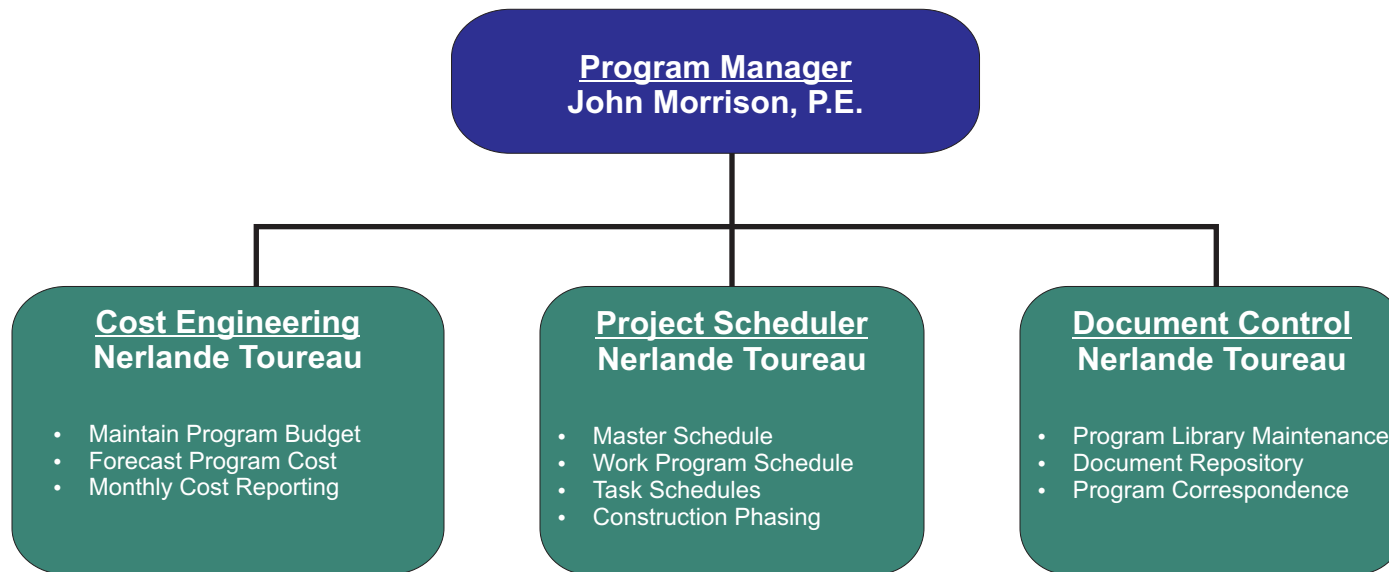 Program Manager
John Morrison, P.E.
Cost Engineering
Nerlande Toureau
• Maintain Program Budget
• Forecast Program Cost
• Monthly Cost Reporting
Project Scheduler
Nerlande Toureau
• Master Schedule
• Work Program Schedule
• Task Schedules
• Construction Phasing
Document Control
Nerlande Toureau
• Program Library Maintenance
• Document Repository
• Program Correspondence